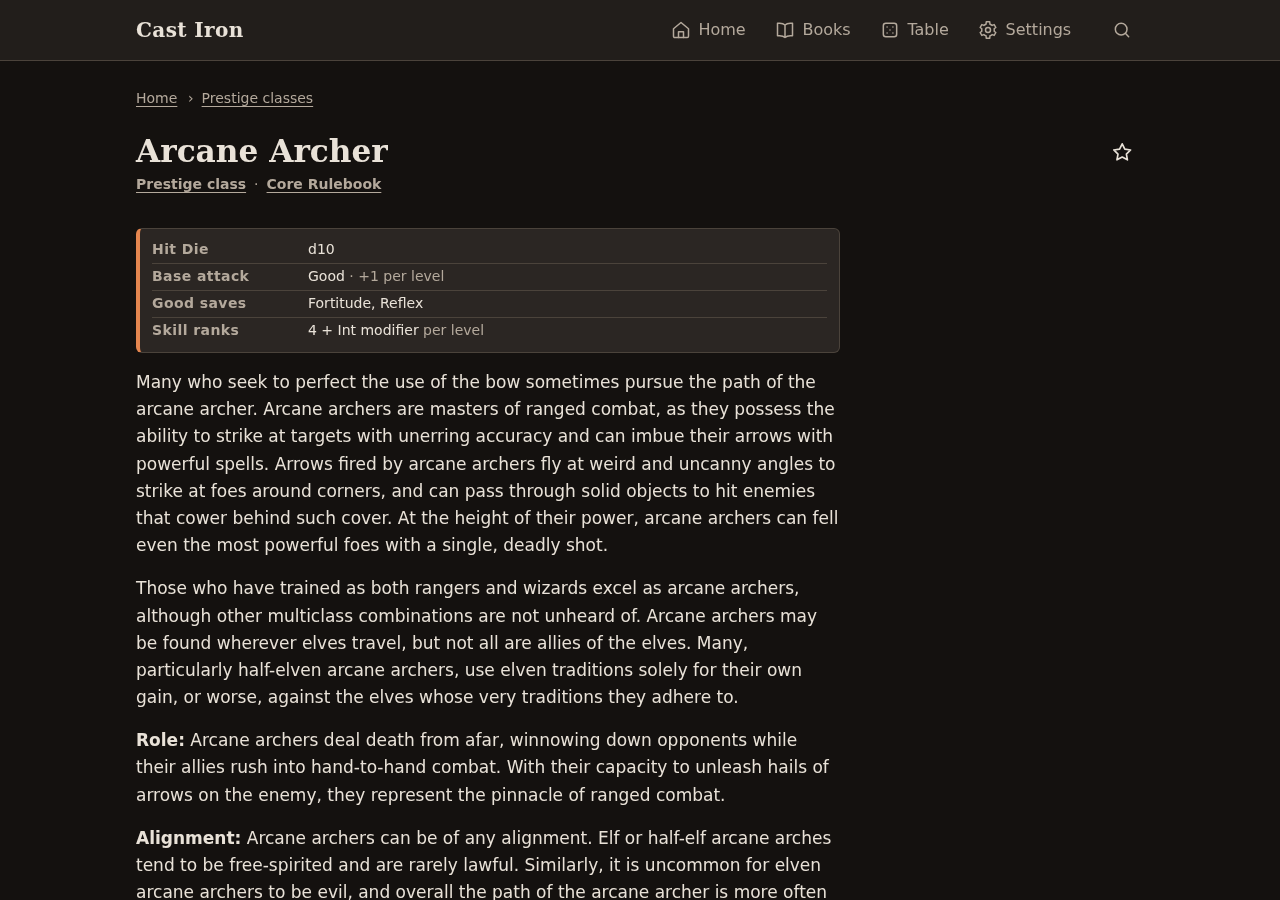 Cast Iron
Home
Books
Table
Settings
Home › Prestige classes
Arcane Archer
Prestige class · Core Rulebook
Hit Die d10
Base attack Good · +1 per level
Good saves Fortitude, Reflex
Skill ranks 4 + Int modifier per level
Many who seek to perfect the use of the bow sometimes pursue the path of the
arcane archer. Arcane archers are masters of ranged combat, as they possess the
ability to strike at targets with unerring accuracy and can imbue their arrows with
powerful spells. Arrows fired by arcane archers fly at weird and uncanny angles to
strike at foes around corners, and can pass through solid objects to hit enemies
that cower behind such cover. At the height of their power, arcane archers can fell
even the most powerful foes with a single, deadly shot.
Those who have trained as both rangers and wizards excel as arcane archers,
although other multiclass combinations are not unheard of. Arcane archers may
be found wherever elves travel, but not all are allies of the elves. Many,
particularly half-elven arcane archers, use elven traditions solely for their own
gain, or worse, against the elves whose very traditions they adhere to.
Role: Arcane archers deal death from afar, winnowing down opponents while
their allies rush into hand-to-hand combat. With their capacity to unleash hails of
arrows on the enemy, they represent the pinnacle of ranged combat.
Alignment: Arcane archers can be of any alignment. Elf or half-elf arcane arches
tend to be free-spirited and are rarely lawful. Similarly, it is uncommon for elven
arcane archers to be evil, and overall the path of the arcane archer is more often